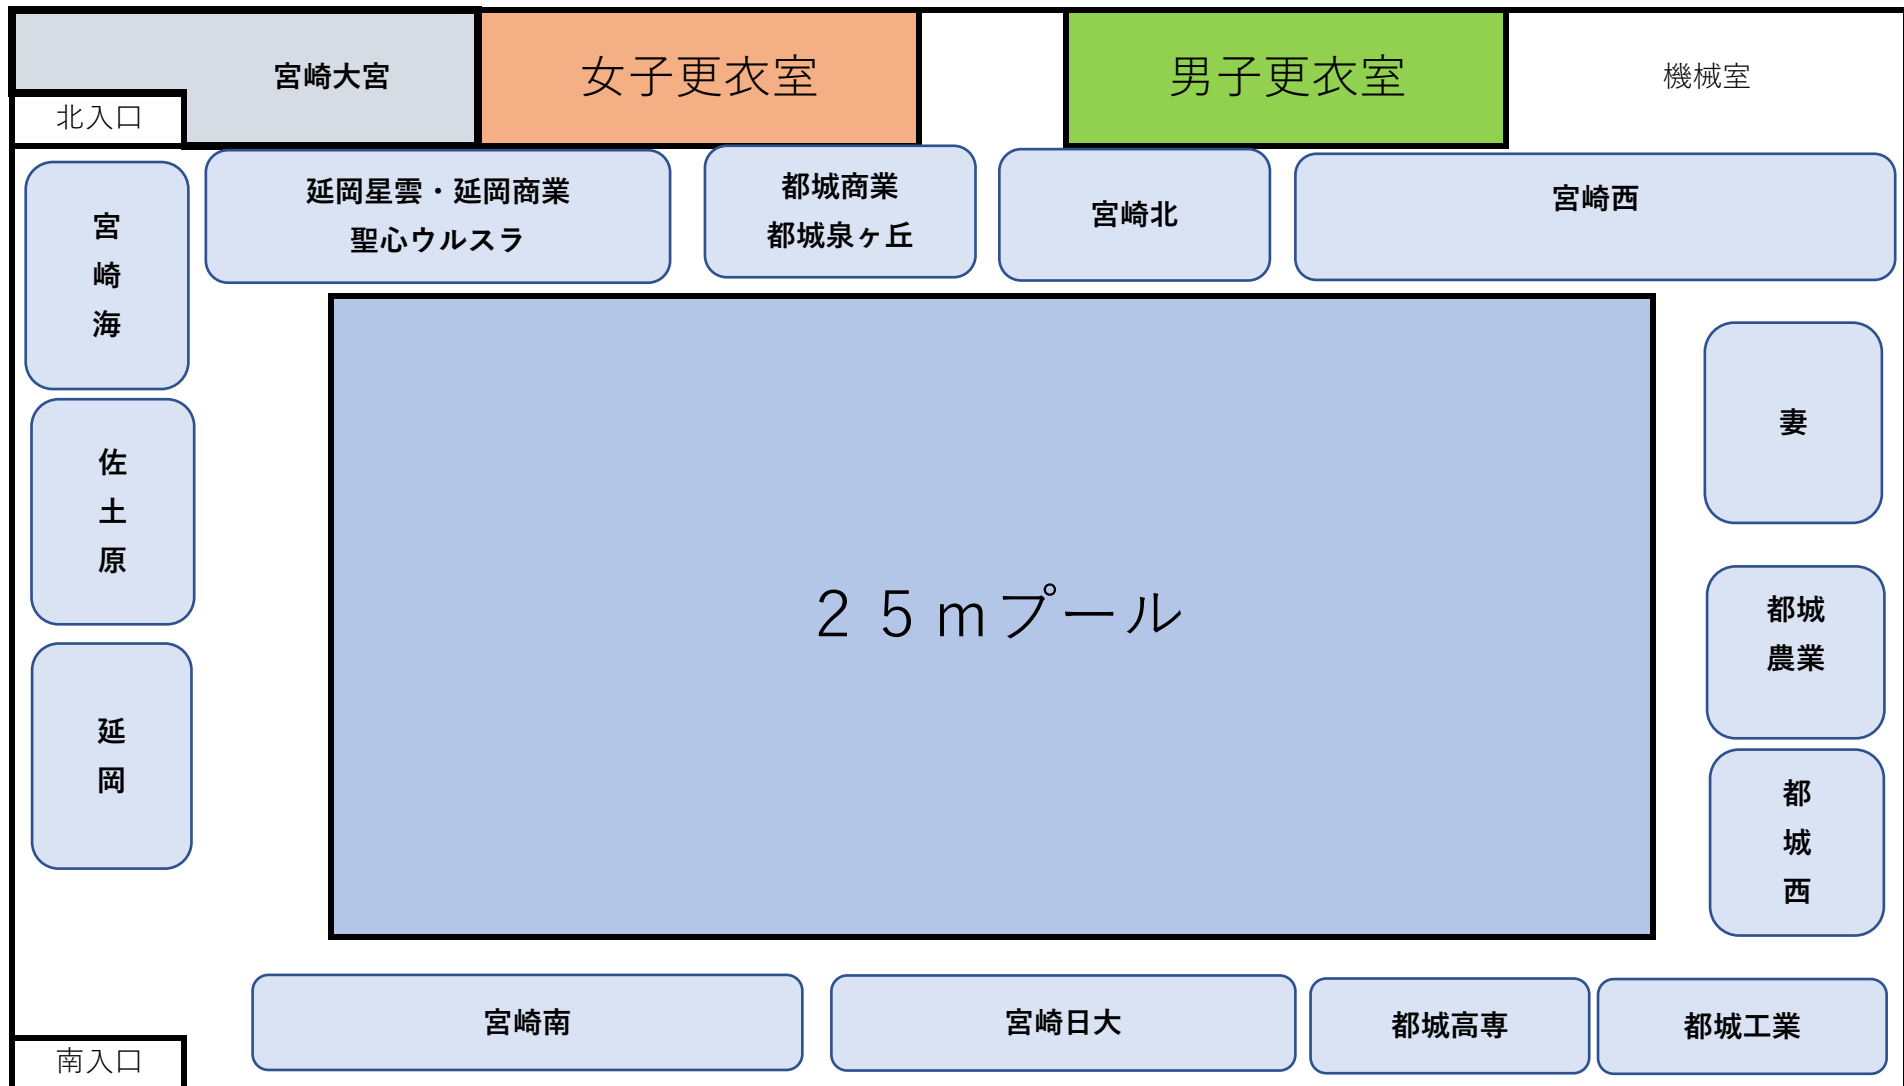 宮崎大宮
女子更衣室
男子更衣室
機械室
北入口
延岡星雲・延岡商業
聖心ウルスラ
都城商業
都城泉ヶ丘
宮崎北
宮崎西
宮
崎
海
佐
土
原
延
岡
２５ｍプール
妻
都城
農業
都
城
西
宮崎南
宮崎日大
都城高専
都城工業
南入口